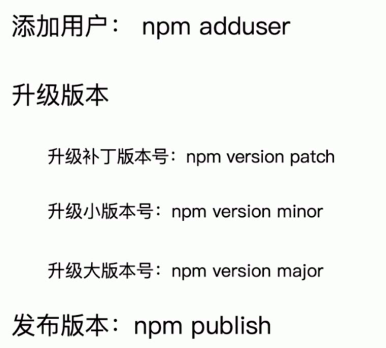 添加用户： npm adduser
升级版本
升级补丁版本号：npm version patch
升级小版本号：npm version minor
升级大版本号：npm version major
发布版本：npm publish